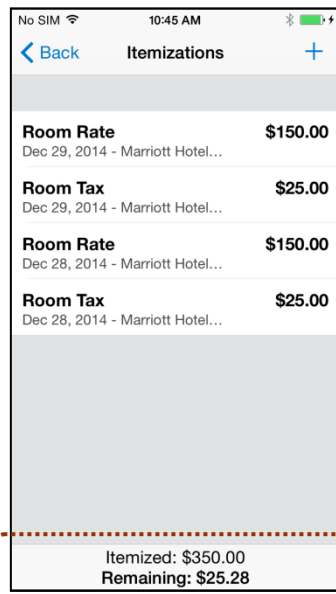 No SIM 10:45 AM
Back Itemizations +
Room Rate $150.00
Dec 29, 2014 - Marriott Hotel…
Room Tax $25.00
Dec 29, 2014 - Marriott Hotel…
Room Rate $150.00
Dec 28, 2014 - Marriott Hotel…
Room Tax $25.00
Dec 28, 2014 - Marriott Hotel…
Itemized: $350.00
Remaining: $25.28